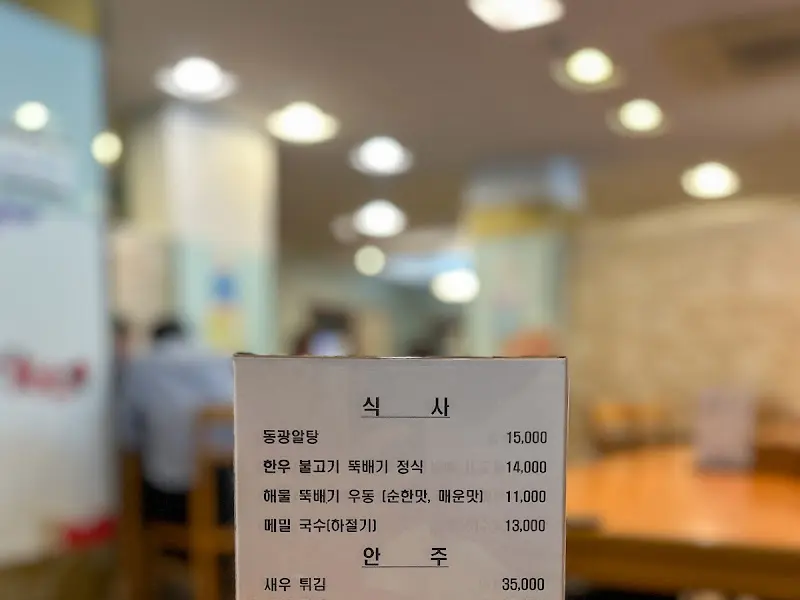 식 사
동광알탕 15,000
한우 불고기 뚝배기 정식 14,000
해물 뚝배기 우동 (순한맛, 매운맛) 11,000
메밀 국수(하절기) 13,000
안 주
새우 튀김 35,000